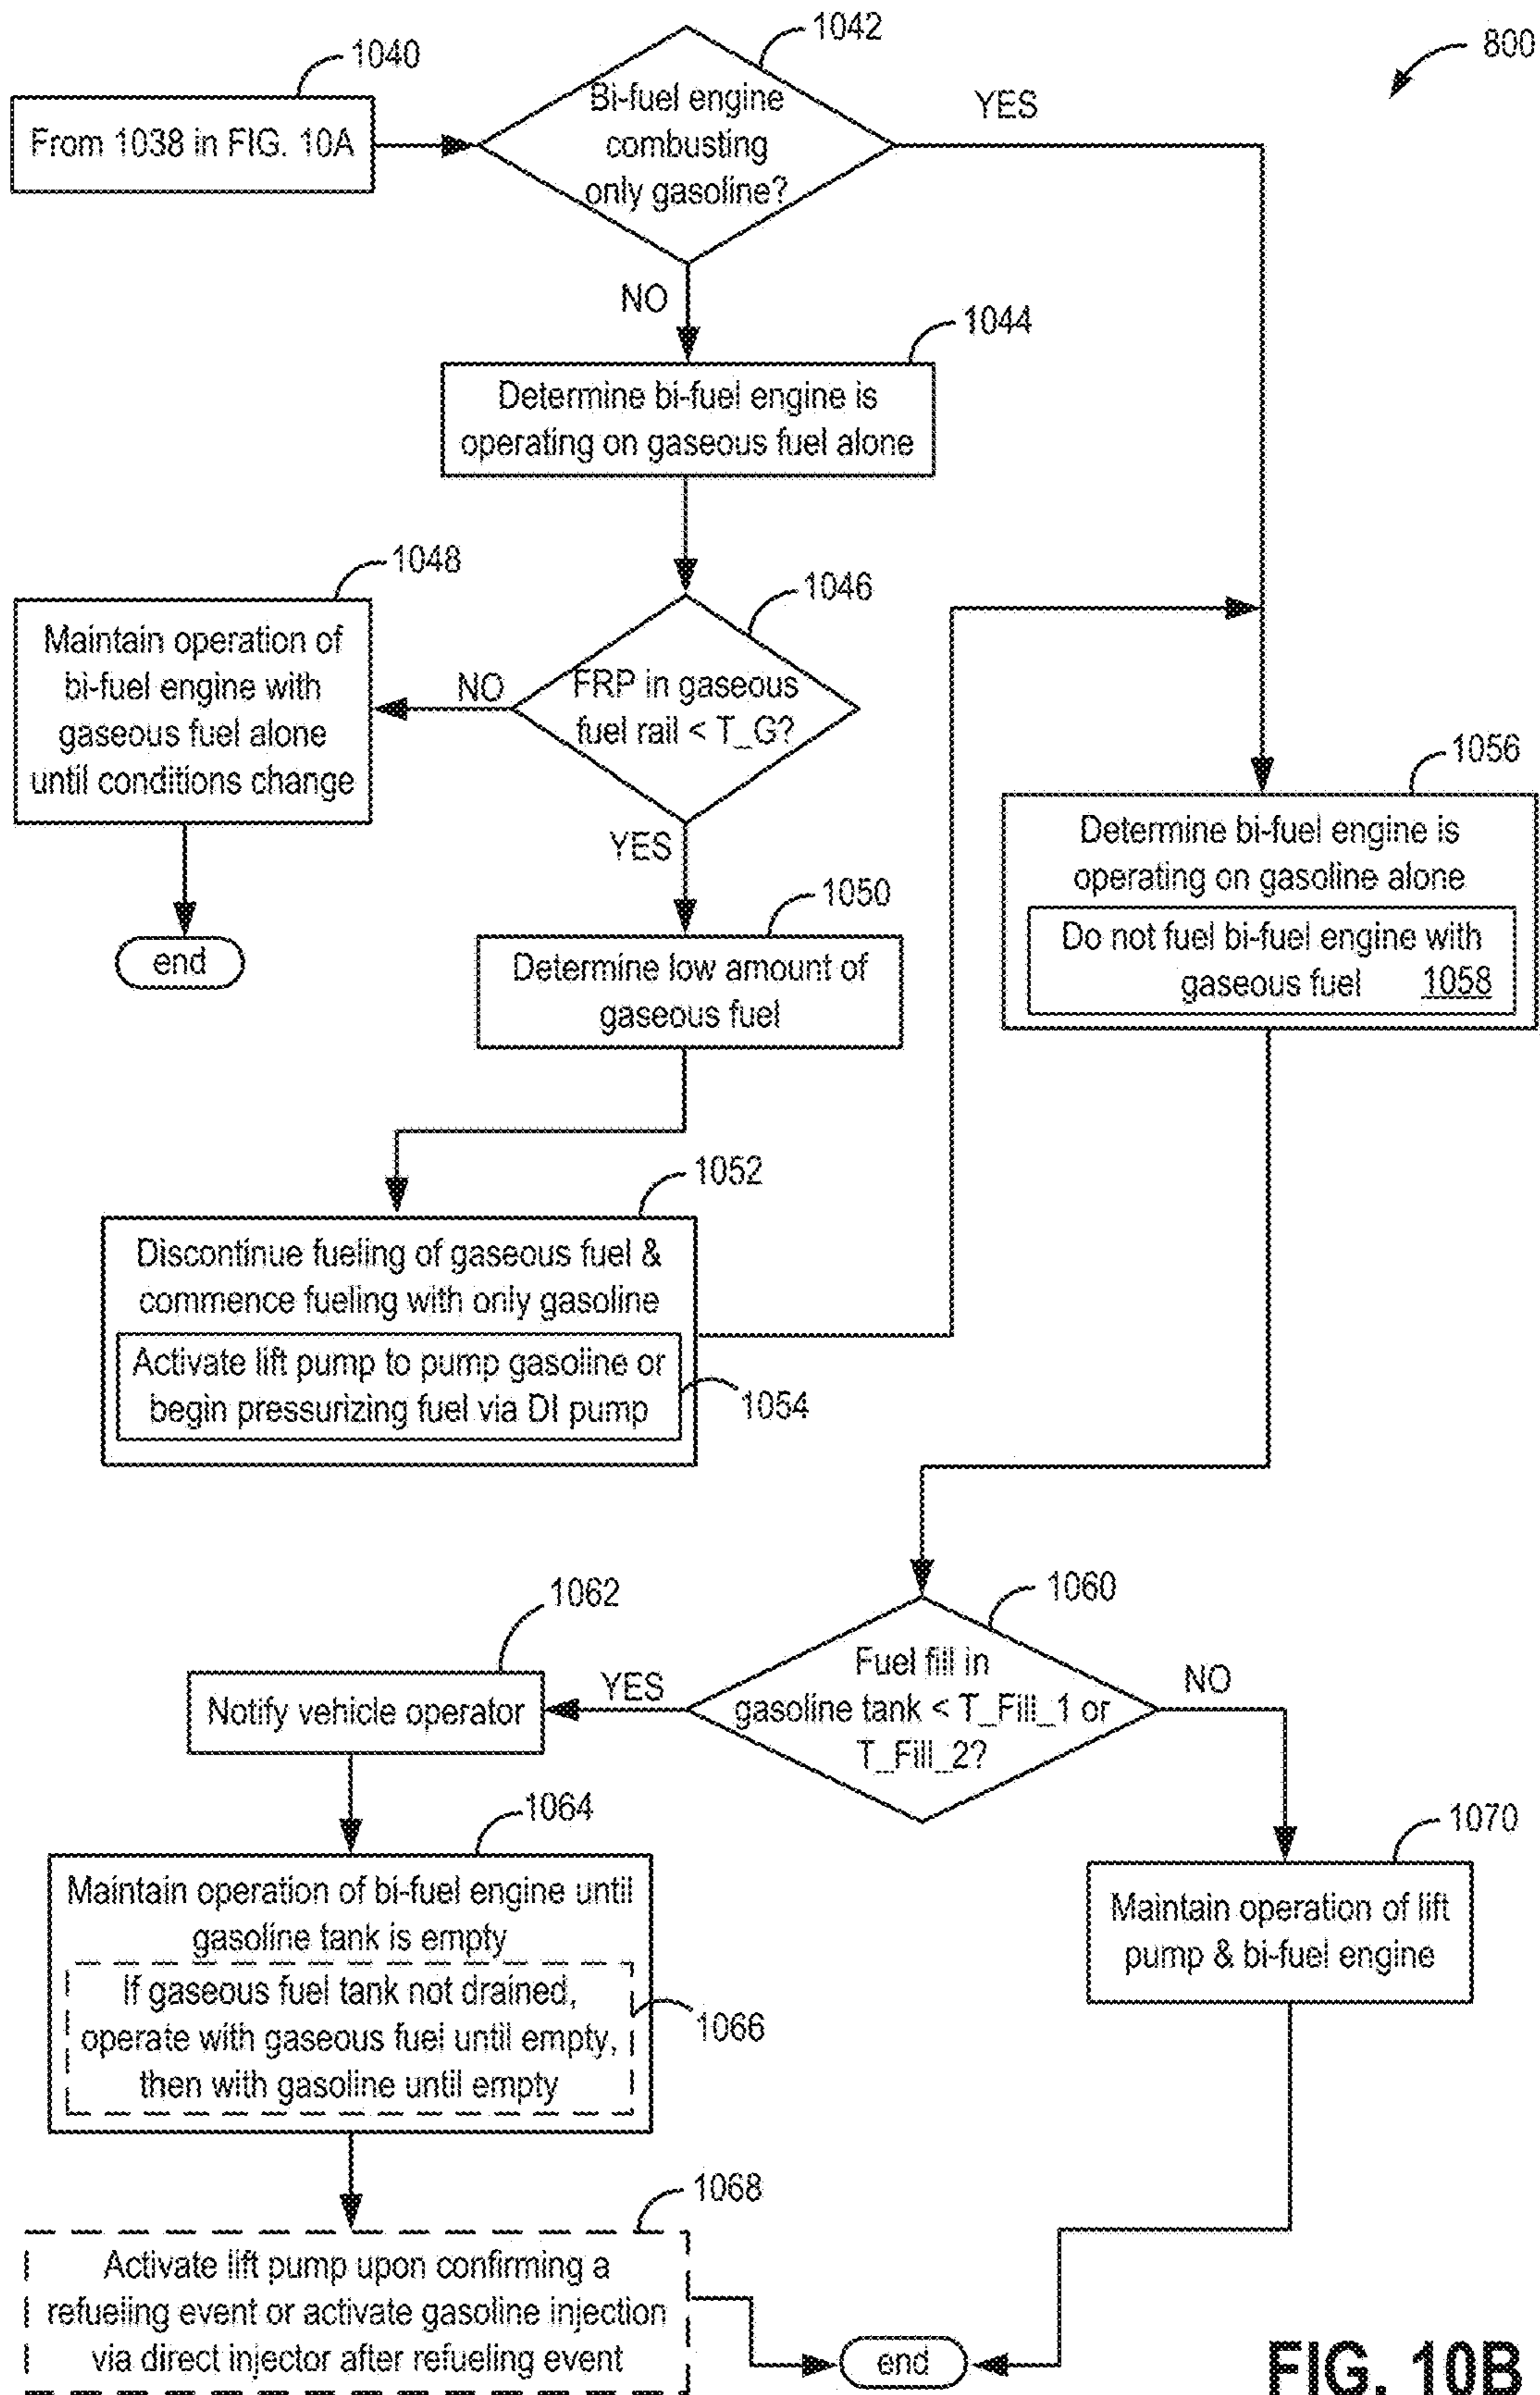 1040
1042
800
From 1038 in FIG. 10A
Bi-fuel engine
combusting
only gasoline?
YES
NO
1044
Determine bi-fuel engine is
operating on gaseous fuel alone
1048
Maintain operation of
bi-fuel engine with
gaseous fuel alone
until conditions change
NO
1046
FRP in gaseous
fuel rail < T_G?
YES
end
1050
Determine low amount of
gaseous fuel
1056
Determine bi-fuel engine is
operating on gasoline alone
Do not fuel bi-fuel engine with
gaseous fuel 1058
1052
Discontinue fueling of gaseous fuel &
commence fueling with only gasoline
Activate lift pump to pump gasoline or
begin pressurizing fuel via DI pump
1054
1060
Fuel fill in
gasoline tank < T_Fill_1 or
T_Fill_2?
YES
NO
1062
Notify vehicle operator
1064
Maintain operation of bi-fuel engine until
gasoline tank is empty
If gaseous fuel tank not drained,
operate with gaseous fuel until empty,
then with gasoline until empty
1066
1070
Maintain operation of lift
pump & bi-fuel engine
1068
Activate lift pump upon confirming a
refueling event or activate gasoline injection
via direct injector after refueling event
end
FIG. 10B